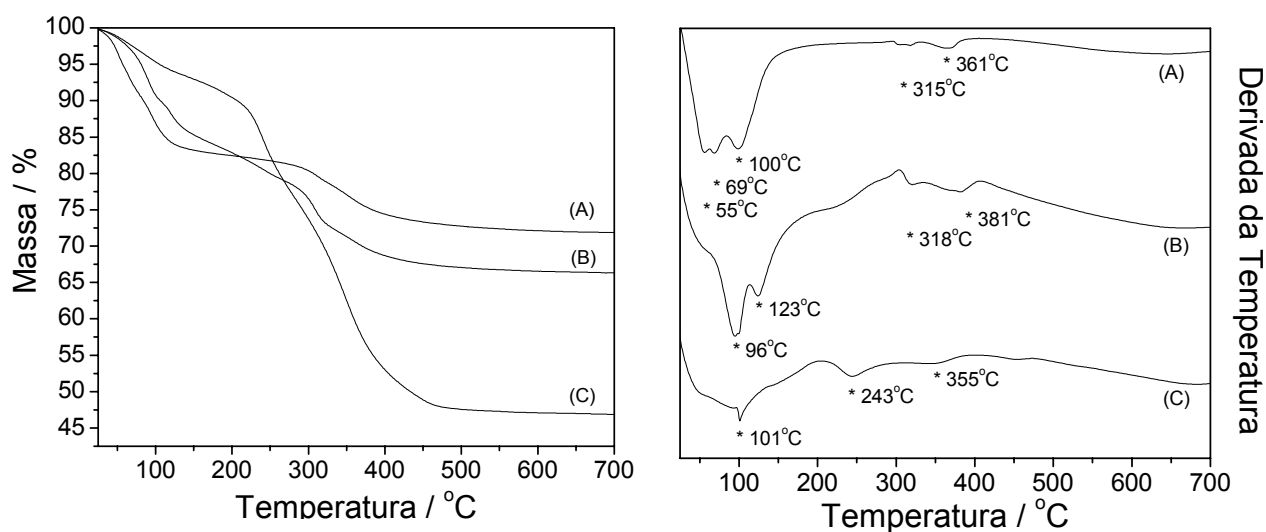 100
95
90
85
80
75
70
65
60
55
50
45
Massa / %
(A)
(B)
(C)
100 200 300 400 500 600 700
Temperatura / °C
* 361°C
(A)
* 315°C
* 100°C
* 69°C
* 55°C
* 381°C
* 318°C
(B)
* 123°C
* 96°C
* 355°C
* 243°C
(C)
* 101°C
100 200 300 400 500 600 700
Temperatura / °C
Derivada da Temperatura